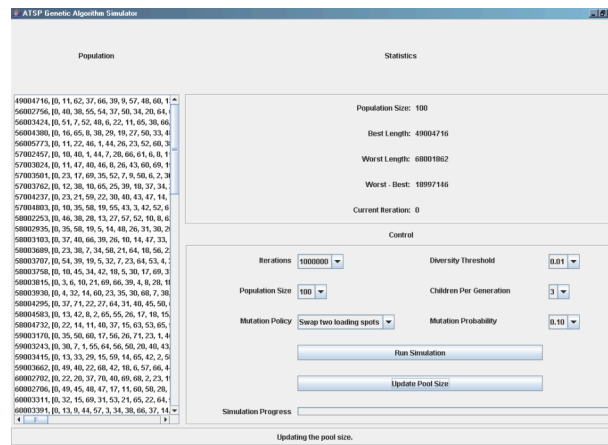 ATSP Genetic Algorithm Simulator
Population
Statistics
49004716, [0, 11, 62, 37, 66, 39, 9, 57, 48, 60, 1
56002756, [0, 40, 38, 55, 54, 37, 50, 34, 20, 64,
56003424, [0, 51, 7, 52, 48, 6, 22, 11, 65, 38, 66,
56004380, [0, 16, 65, 8, 38, 29, 19, 27, 50, 33, 4
56005773, [0, 11, 22, 46, 1, 44, 26, 23, 52, 60, 3
57002457, [0, 10, 40, 1, 44, 7, 28, 66, 61, 6, 8, 1
57003024, [0, 11, 47, 40, 46, 8, 26, 43, 60, 69, 1
57003501, [0, 23, 17, 69, 35, 52, 7, 9, 50, 6, 2, 3
57003762, [0, 12, 38, 10, 65, 25, 39, 18, 37, 34,
57004237, [0, 23, 21, 59, 22, 30, 40, 43, 47, 14,
57004803, [0, 10, 35, 58, 19, 55, 43, 3, 42, 52, 6
58002253, [0, 46, 38, 28, 13, 27, 57, 52, 10, 8, 6
58002935, [0, 35, 58, 19, 5, 14, 48, 26, 31, 30, 2
58003103, [0, 37, 40, 66, 39, 26, 10, 14, 47, 33,
58003689, [0, 23, 38, 7, 34, 58, 21, 64, 18, 56, 2
58003707, [0, 54, 39, 19, 5, 32, 7, 23, 64, 53, 4,
58003758, [0, 10, 45, 34, 42, 18, 5, 30, 17, 69, 3
58003815, [0, 3, 6, 10, 21, 69, 66, 39, 4, 8, 28, 1
58003930, [0, 4, 32, 14, 60, 23, 35, 30, 68, 7, 38,
58004295, [0, 37, 71, 22, 27, 64, 31, 40, 45, 50,
58004583, [0, 13, 42, 8, 2, 65, 55, 26, 17, 18, 15,
58004732, [0, 22, 14, 11, 40, 37, 15, 63, 53, 65,
59003170, [0, 35, 50, 60, 17, 56, 26, 71, 23, 1, 4
59003243, [0, 30, 7, 1, 55, 64, 56, 58, 20, 40, 43,
59003415, [0, 13, 33, 29, 15, 59, 14, 65, 42, 2, 5
59003662, [0, 49, 40, 22, 68, 42, 18, 6, 57, 66, 4
60002702, [0, 22, 20, 37, 70, 40, 69, 68, 2, 23, 1
60002706, [0, 49, 45, 48, 47, 17, 11, 60, 58, 28,
60003311, [0, 32, 15, 69, 31, 53, 21, 65, 22, 64,
60003391, [0, 13, 9, 44, 57, 3, 34, 38, 66, 37, 14,
Population Size: 100
Best Length: 49004716
Worst Length: 68001862
Worst - Best: 18997146
Current Iteration: 0
Control
Iterations 1000000 Diversity Threshold 0.01
Population Size 100 Children Per Generation 3
Mutation Policy Swap two loading spots Mutation Probability 0.10
Run Simulation
Update Pool Size
Simulation Progress
Updating the pool size.